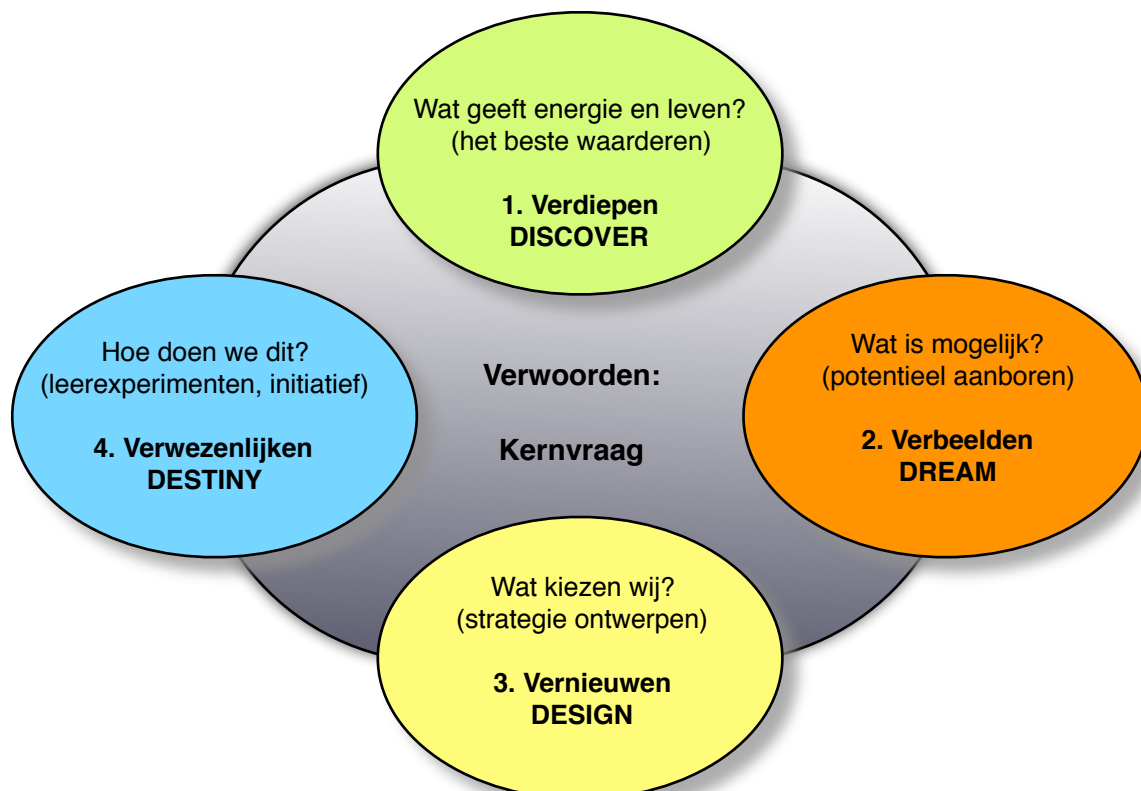 Wat geeft energie en leven?
(het beste waarderen)
1. Verdiepen
DISCOVER
Hoe doen we dit?
(leerexperimenten, initiatief)
4. Verwezenlijken
DESTINY
Verwoorden:
Kernvraag
Wat is mogelijk?
(potentieel aanboren)
2. Verbeelden
DREAM
Wat kiezen wij?
(strategie ontwerpen)
3. Vernieuwen
DESIGN